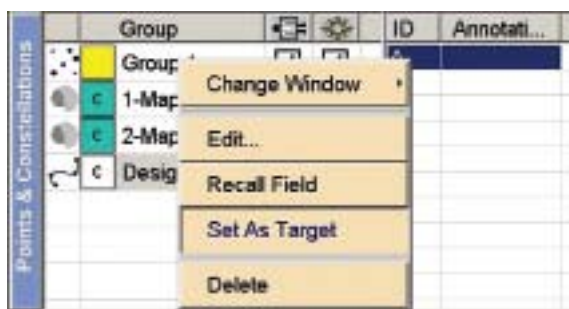 Points & Constellations
Group ID Annotati...
Group
C 1-Map
C 2-Map
C Desig
Change Window
Edit...
Recall Field
Set As Target
Delete